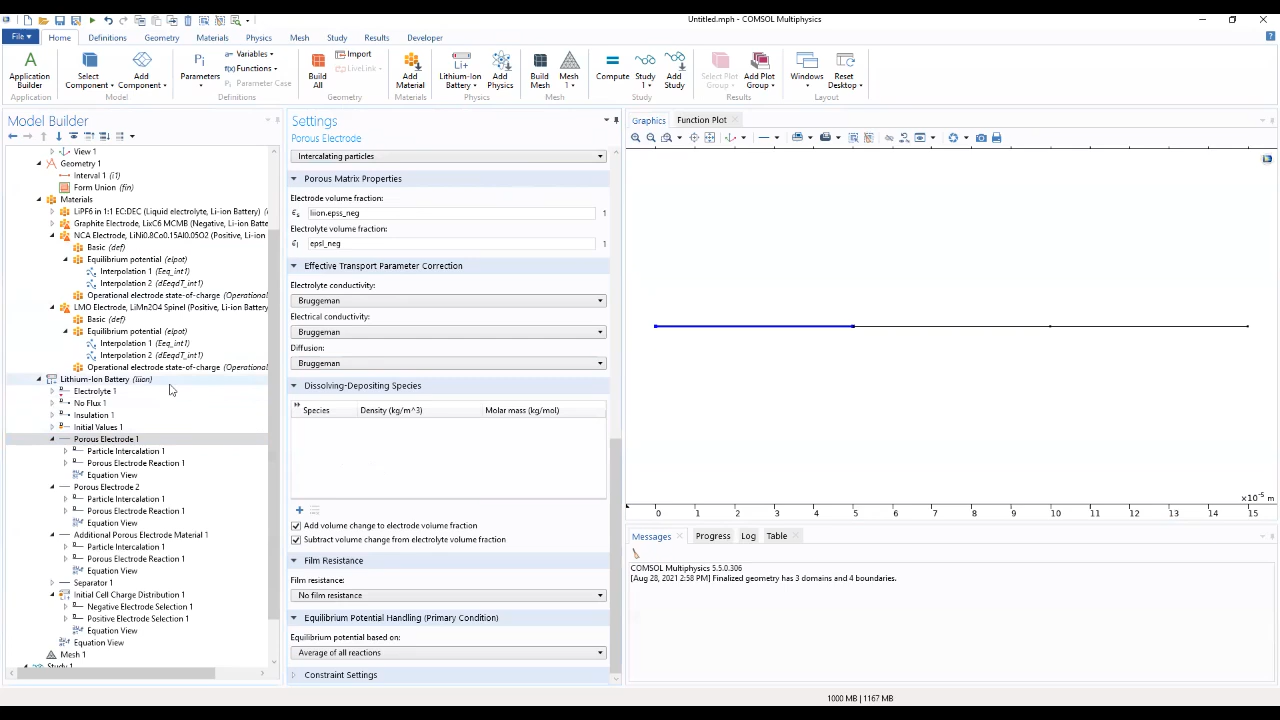 Untitled.mph - COMSOL Multiphysics
File
Home
Definitions
Geometry
Materials
Physics
Mesh
Study
Results
Developer
Application Builder
Application
Select Component
Add Component
Model
Parameters
Variables
Functions
Parameter Case
Definitions
Build All
Import
LiveLink
Geometry
Add Material
Materials
Lithium-Ion Battery
Add Physics
Physics
Build Mesh
Mesh 1
Mesh
Compute
Study 1
Add Study
Study
Select Plot Group
Add Plot Group
Results
Windows
Reset Desktop
Layout
Model Builder
View 1
Geometry 1
Interval 1 (i1)
Form Union (fin)
Materials
LiPF6 in 1:1 EC:DEC (Liquid electrolyte, Li-ion Battery) (
Graphite Electrode, LixC6 MCMB (Negative, Li-ion Batter
NCA Electrode, LiNi0.8Co0.15Al0.05O2 (Positive, Li-ion
Basic (def)
Equilibrium potential (elpot)
Interpolation 1 (Eeq_int1)
Interpolation 2 (dEeqdT_int1)
Operational electrode state-of-charge (Operational
LMO Electrode, LiMn2O4 Spinel (Positive, Li-ion Battery
Basic (def)
Equilibrium potential (elpot)
Interpolation 1 (Eeq_int1)
Interpolation 2 (dEeqdT_int1)
Operational electrode state-of-charge (Operational
Lithium-Ion Battery (liion)
Electrolyte 1
No Flux 1
Insulation 1
Initial Values 1
Porous Electrode 1
Particle Intercalation 1
Porous Electrode Reaction 1
Equation View
Porous Electrode 2
Particle Intercalation 1
Porous Electrode Reaction 1
Equation View
Additional Porous Electrode Material 1
Particle Intercalation 1
Porous Electrode Reaction 1
Equation View
Separator 1
Initial Cell Charge Distribution 1
Negative Electrode Selection 1
Positive Electrode Selection 1
Equation View
Equation View
Mesh 1
Study 1
Settings
Porous Electrode
Intercalating particles
Porous Matrix Properties
Electrode volume fraction:
εs liion.epss_neg 1
Electrolyte volume fraction:
εl epsl_neg 1
Effective Transport Parameter Correction
Electrolyte conductivity:
Bruggeman
Electrical conductivity:
Bruggeman
Diffusion:
Bruggeman
Dissolving-Depositing Species
Species Density (kg/m^3) Molar mass (kg/mol)
Add volume change to electrode volume fraction
Subtract volume change from electrolyte volume fraction
Film Resistance
Film resistance:
No film resistance
Equilibrium Potential Handling (Primary Condition)
Equilibrium potential based on:
Average of all reactions
Constraint Settings
Graphics Function Plot
×10⁻⁵ m
0 1 2 3 4 5 6 7 8 9 10 11 12 13 14 15
Messages Progress Log Table
COMSOL Multiphysics 5.5.0.306
[Aug 28, 2021 2:58 PM] Finalized geometry has 3 domains and 4 boundaries.
1000 MB | 1167 MB